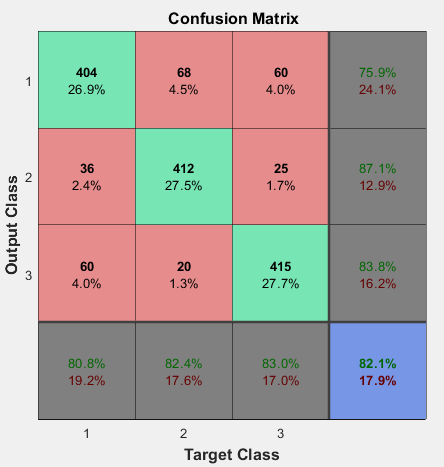 Confusion Matrix
404 68 60 75.9%
1
26.9% 4.5% 4.0% 24.1%
36 412 25 87.1%
2
2.4% 27.5% 1.7% 12.9%
Output Class
60 20 415 83.8%
3
4.0% 1.3% 27.7% 16.2%
80.8% 82.4% 83.0% 82.1%
19.2% 17.6% 17.0% 17.9%
1 2 3
Target Class